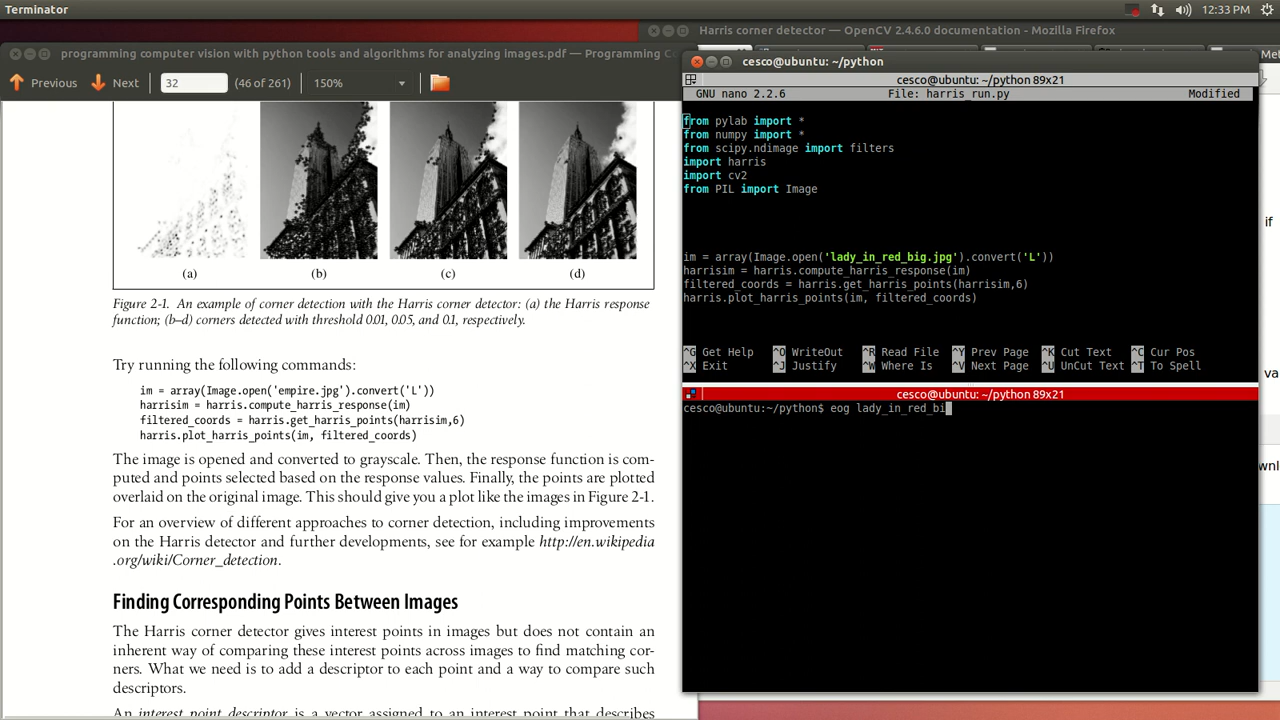 Terminator
12:33 PM
Harris corner detector — OpenCV 2.4.6.0 documentation - Mozilla Firefox
programming computer vision with python tools and algorithms for analyzing images.pdf — Programming
Previous Next 32 (46 of 261) 150%
(a) (b) (c) (d)
Figure 2-1. An example of corner detection with the Harris corner detector: (a) the Harris response
function; (b–d) corners detected with threshold 0.01, 0.05, and 0.1, respectively.
Try running the following commands:
im = array(Image.open('empire.jpg').convert('L'))
harrisim = harris.compute_harris_response(im)
filtered_coords = harris.get_harris_points(harrisim,6)
harris.plot_harris_points(im, filtered_coords)
The image is opened and converted to grayscale. Then, the response function is com-
puted and points selected based on the response values. Finally, the points are plotted
overlaid on the original image. This should give you a plot like the images in Figure 2-1.
For an overview of different approaches to corner detection, including improvements
on the Harris detector and further developments, see for example http://en.wikipedia
.org/wiki/Corner_detection.
Finding Corresponding Points Between Images
The Harris corner detector gives interest points in images but does not contain an
inherent way of comparing these interest points across images to find matching cor-
ners. What we need is to add a descriptor to each point and a way to compare such
descriptors.
An interest point descriptor is a vector assigned to an interest point that describes
cesco@ubuntu: ~/python
cesco@ubuntu: ~/python 89x21
GNU nano 2.2.6 File: harris_run.py Modified
from pylab import *
from numpy import *
from scipy.ndimage import filters
import harris
import cv2
from PIL import Image
im = array(Image.open('lady_in_red_big.jpg').convert('L'))
harrisim = harris.compute_harris_response(im)
filtered_coords = harris.get_harris_points(harrisim,6)
harris.plot_harris_points(im, filtered_coords)
^G Get Help ^O WriteOut ^R Read File ^Y Prev Page ^K Cut Text ^C Cur Pos
^X Exit ^J Justify ^W Where Is ^V Next Page ^U UnCut Text ^T To Spell
cesco@ubuntu: ~/python 89x21
cesco@ubuntu:~/python$ eog lady_in_red_bi
if